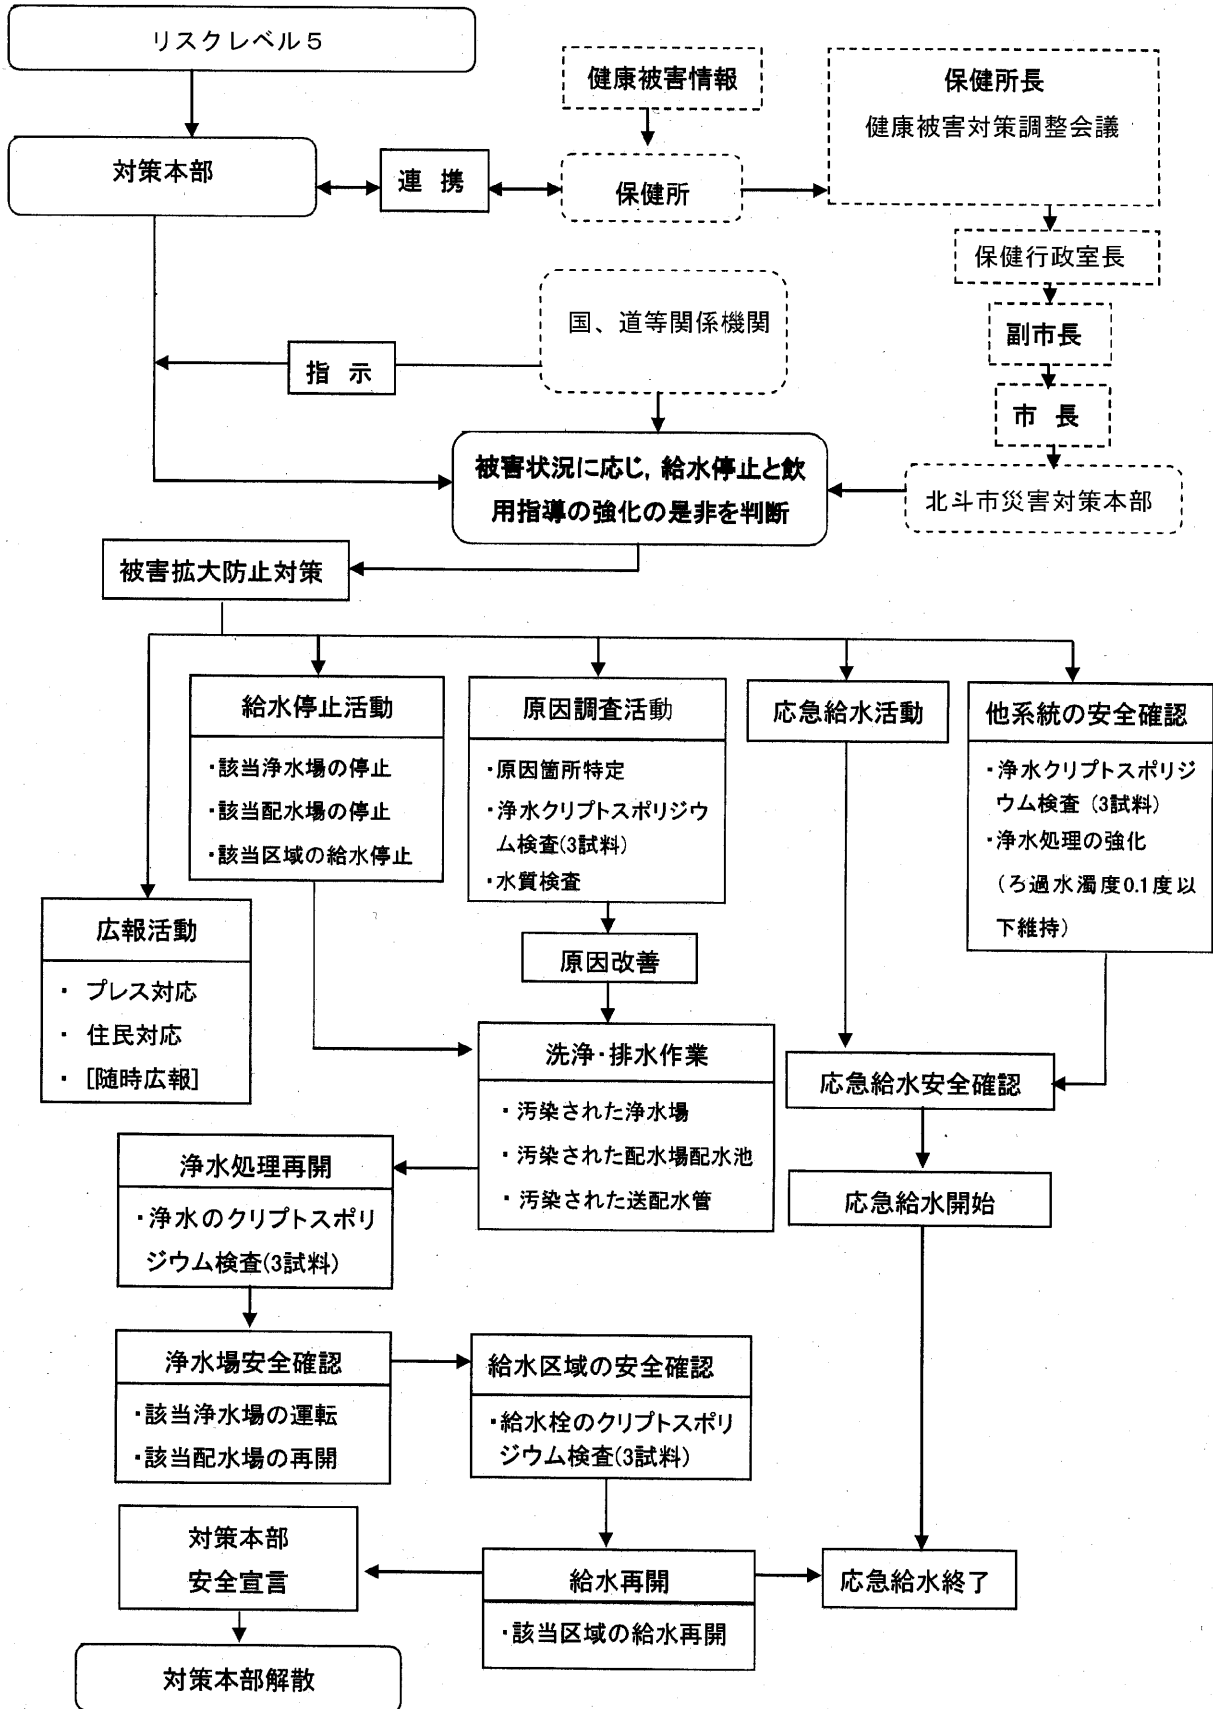 リスクレベル５
健康被害情報
保健所長
健康被害対策調整会議
対策本部
連 携
保健所
保健行政室長
国、道等関係機関
副市長
指 示
市 長
被害状況に応じ，給水停止と飲
用指導の強化の是非を判断
北斗市災害対策本部
被害拡大防止対策
給水停止活動
・該当浄水場の停止
・該当配水場の停止
・該当区域の給水停止
原因調査活動
・原因箇所特定
・浄水クリプトスポリジウ
ム検査(3試料)
・水質検査
応急給水活動
他系統の安全確認
・浄水クリプトスポリジ
ウム検査（3試料）
・浄水処理の強化
（ろ過水濁度0.1度以
下維持）
広報活動
・ プレス対応
・ 住民対応
・ [随時広報]
原因改善
洗浄・排水作業
・汚染された浄水場
・汚染された配水場配水池
・汚染された送配水管
応急給水安全確認
浄水処理再開
・浄水のクリプトスポリ
ジウム検査(3試料)
応急給水開始
浄水場安全確認
・該当浄水場の運転
・該当配水場の再開
給水区域の安全確認
・給水栓のクリプトスポリ
ジウム検査(3試料)
対策本部
安全宣言
給水再開
・該当区域の給水再開
応急給水終了
対策本部解散